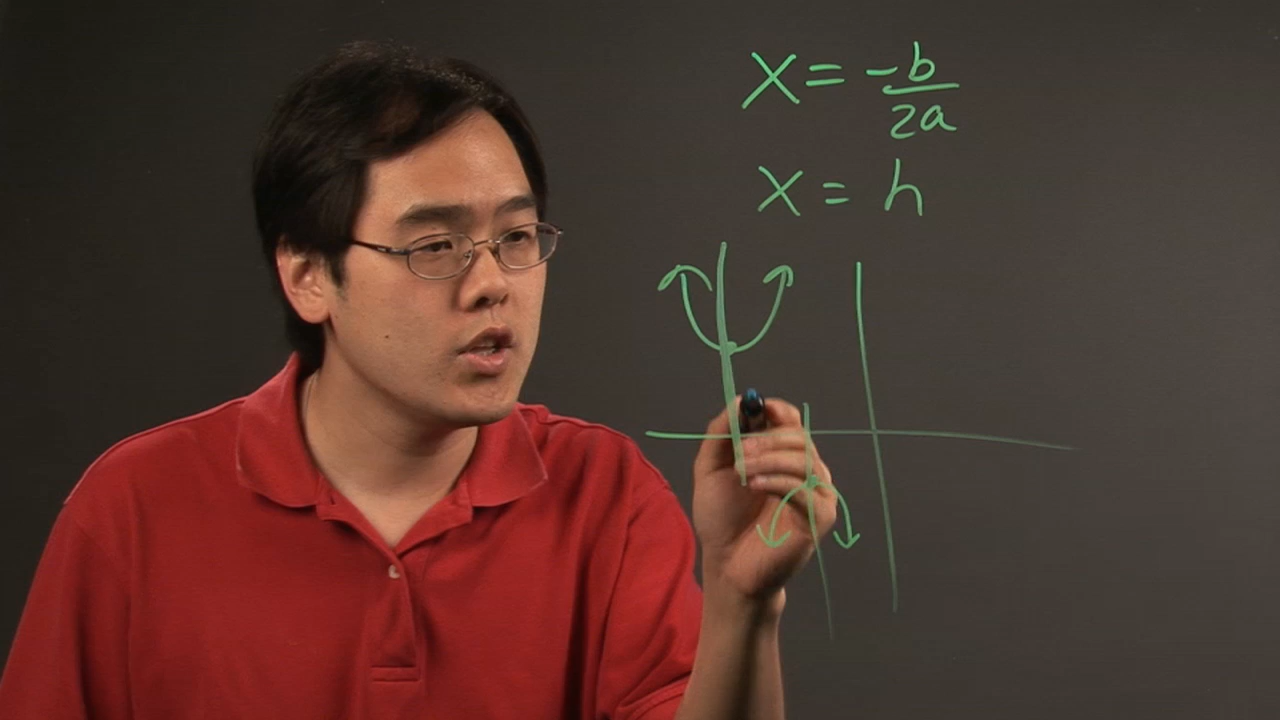 x = -b/2a
x = h